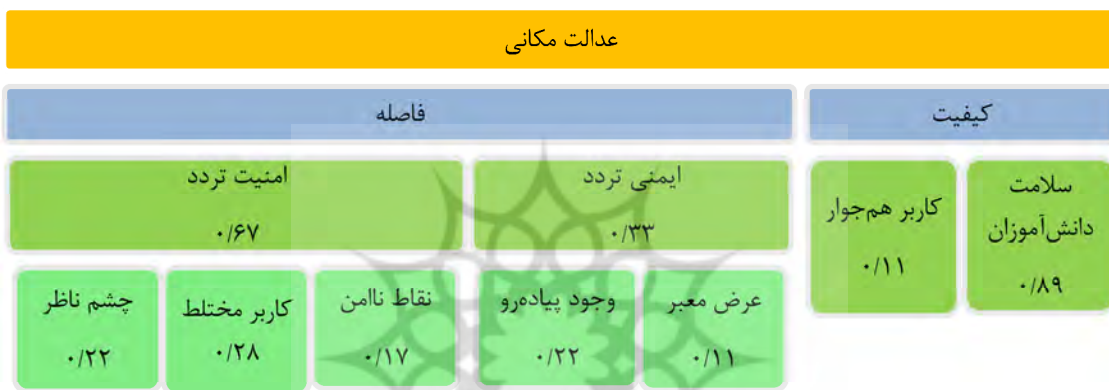 عدالت مکانی
کیفیت
فاصله
سلامت
دانش‌آموزان
۰/۸۹
کاربر هم‌جوار
۰/۱۱
ایمنی تردد
۰/۳۳
امنیت تردد
۰/۶۷
عرض معبر
۰/۱۱
وجود پیاده‌رو
۰/۲۲
نقاط ناامن
۰/۱۷
کاربر مختلط
۰/۲۸
چشم ناظر
۰/۲۲